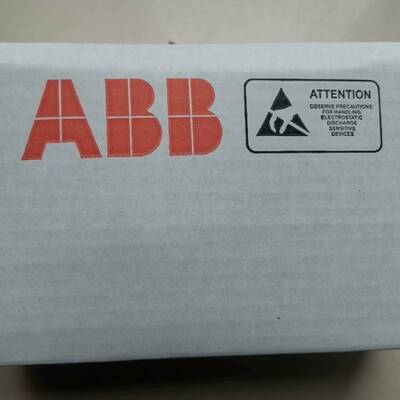 ABB
ATTENTION
OBSERVE PRECAUTIONS
FOR HANDLING
ELECTROSTATIC
DISCHARGE
SENSITIVE
DEVICES